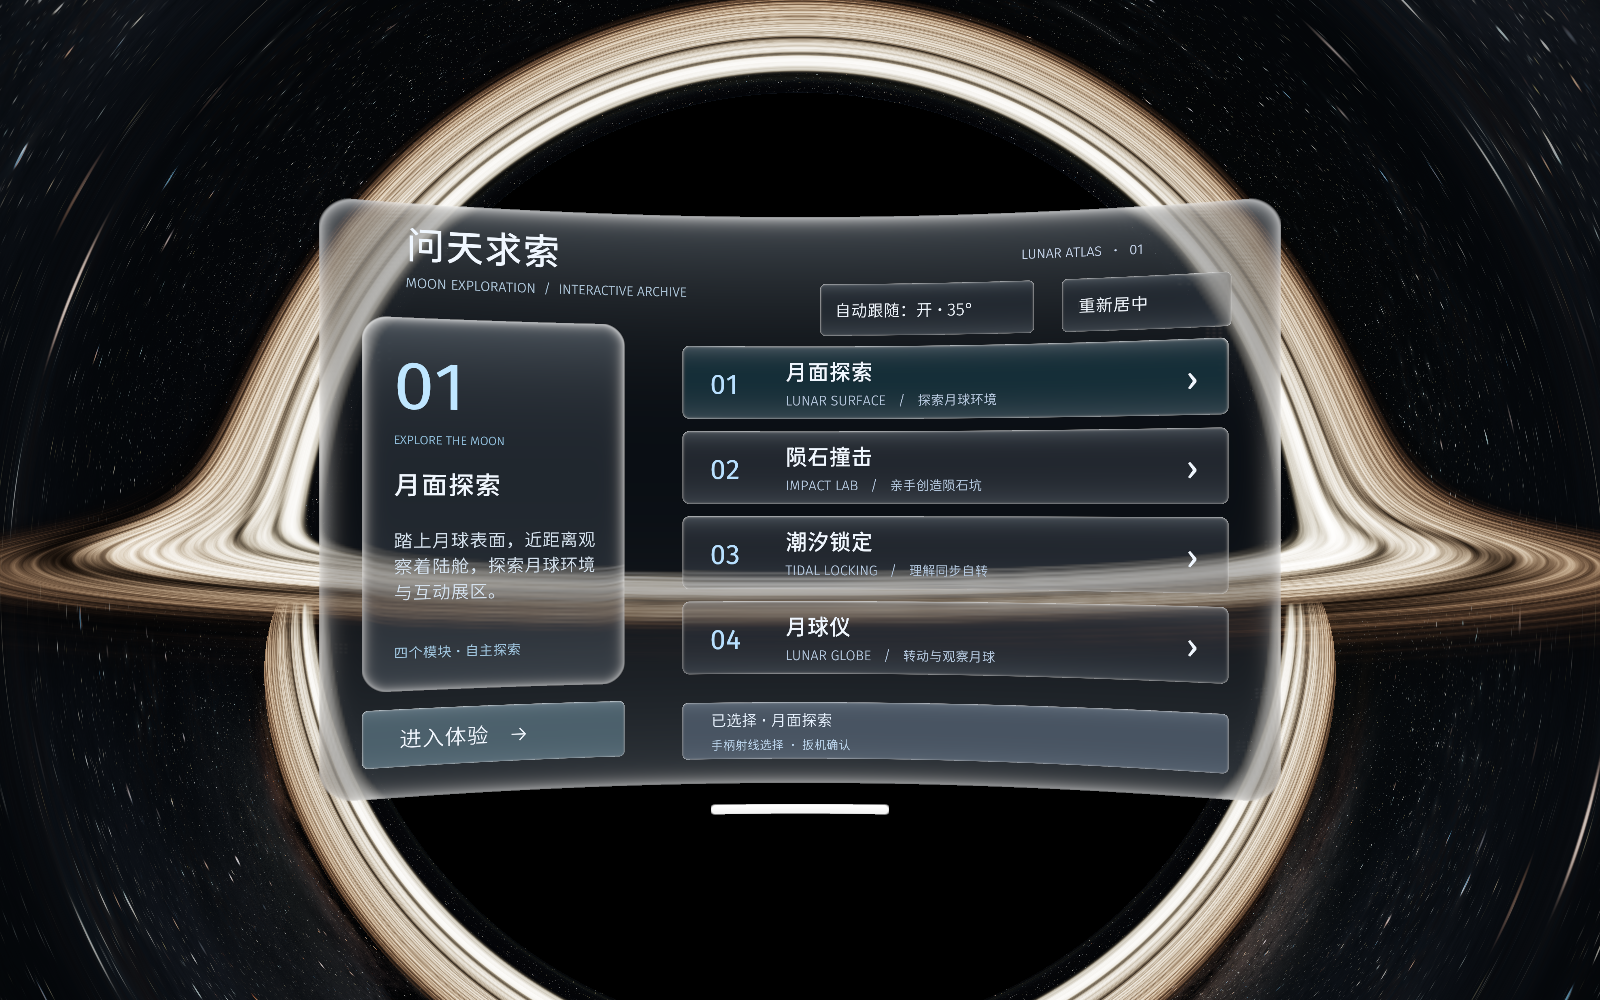 问天求索
MOON EXPLORATION / INTERACTIVE ARCHIVE
LUNAR ATLAS · 01
自动跟随：开 · 35°
重新居中
01
EXPLORE THE MOON
月面探索
踏上月球表面，近距离观
察着陆舱，探索月球环境
与互动展区。
四个模块 · 自主探索
进入体验 →
01
月面探索
LUNAR SURFACE / 探索月球环境
02
陨石撞击
IMPACT LAB / 亲手创造陨石坑
03
潮汐锁定
TIDAL LOCKING / 理解同步自转
04
月球仪
LUNAR GLOBE / 转动与观察月球
已选择 · 月面探索
手柄射线选择 · 扳机确认